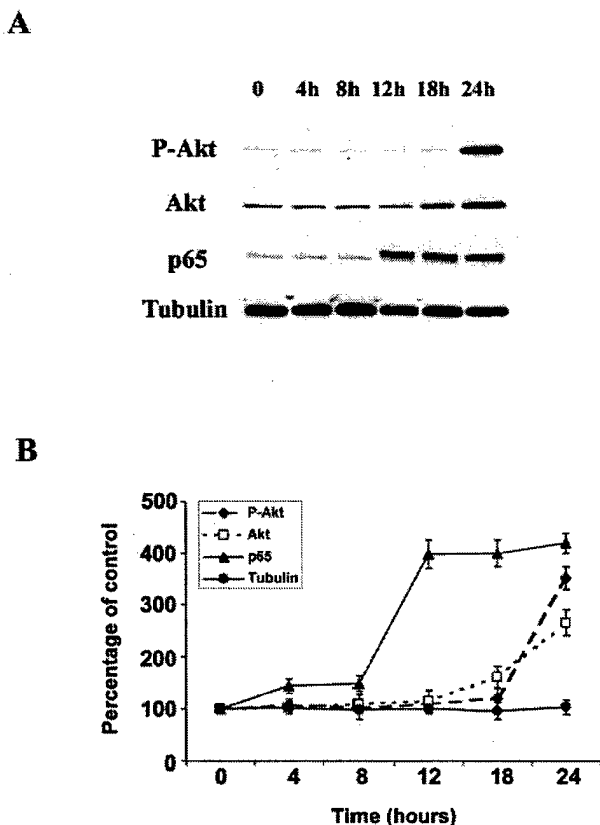 A
0 4h 8h 12h 18h 24h
P-Akt
Akt
p65
Tubulin
B
Percentage of control
500
400
300
200
100
0
P-Akt
Akt
p65
Tubulin
0 4 8 12 18 24
Time (hours)